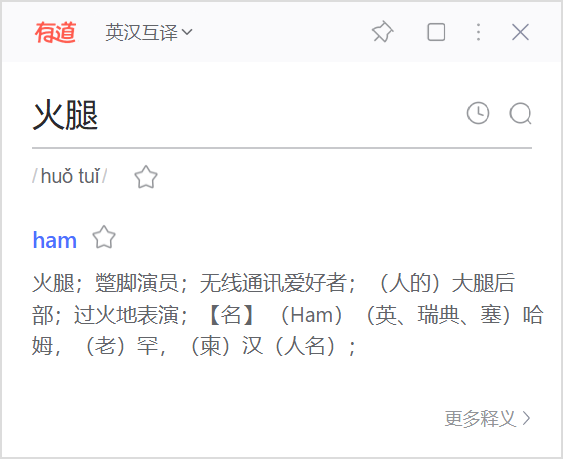 有道 英汉互译
火腿
/huǒ tuǐ/
ham
火腿；蹩脚演员；无线通讯爱好者；（人的）大腿后
部；过火地表演；【名】（Ham）（英、瑞典、塞）哈
姆，（老）罕，（柬）汉（人名）；
更多释义